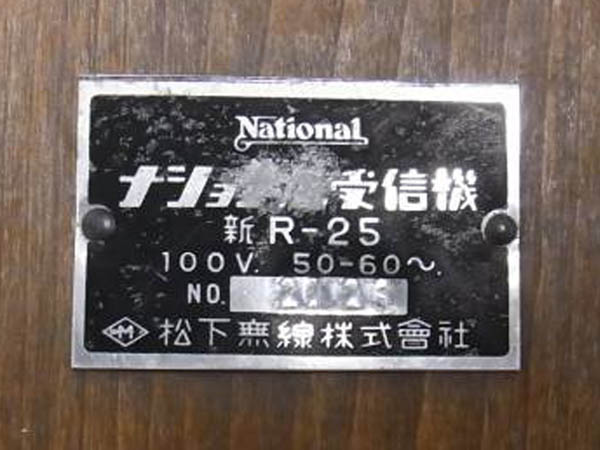 National
ナショ 受信機
新 R-25
100V. 50-60～.
NO.
松下無線株式會社